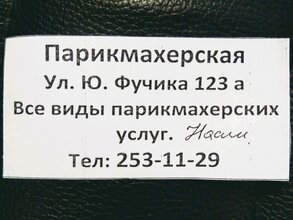 Парикмахерская
Ул. Ю. Фучика 123 а
Все виды парикмахерских
услуг.
Тел: 253-11-29